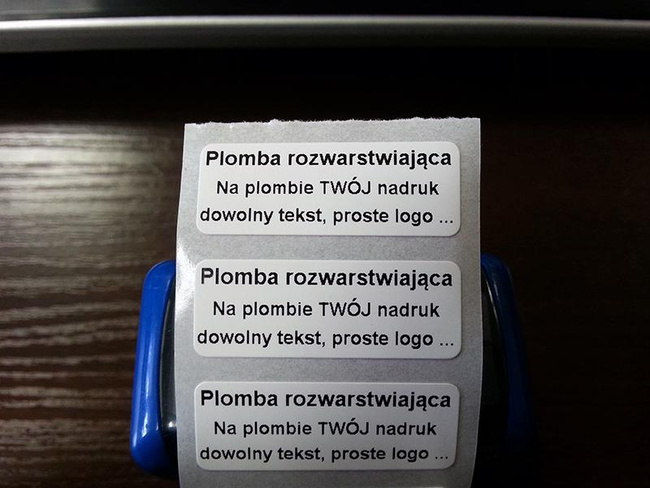 Plomba rozwarstwiająca
Na plombie TWÓJ nadruk
dowolny tekst, proste logo ...
Plomba rozwarstwiająca
Na plombie TWÓJ nadruk
dowolny tekst, proste logo ...
Plomba rozwarstwiająca
Na plombie TWÓJ nadruk
dowolny tekst, proste logo ...